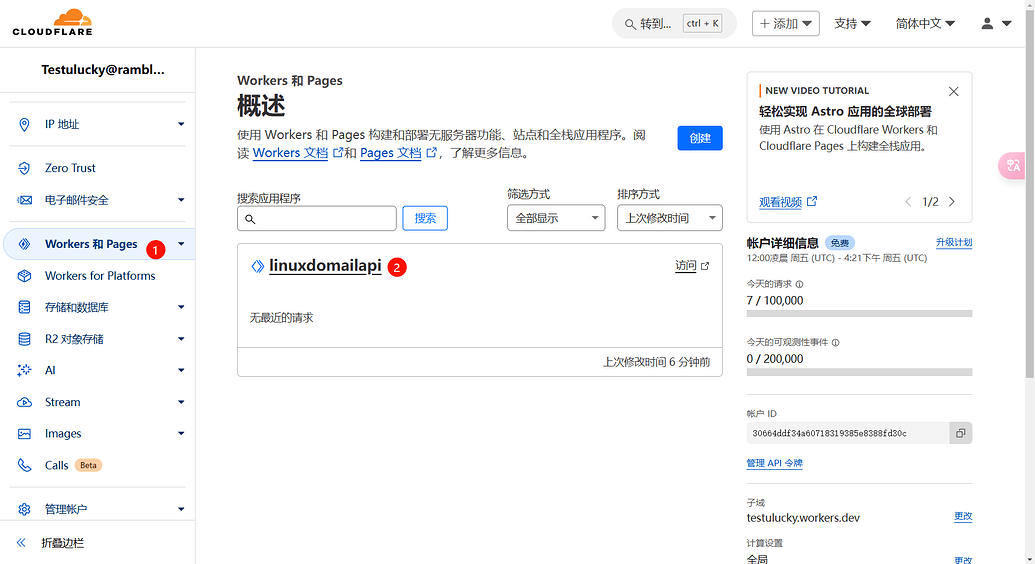 CLOUDFLARE
转到...
ctrl + K
添加
支持
简体中文
Testulucky@rambl...
IP 地址
Zero Trust
电子邮件安全
Workers 和 Pages
1
Workers for Platforms
存储和数据库
R2 对象存储
AI
Stream
Images
Calls Beta
管理帐户
折叠边栏
Workers 和 Pages
概述
使用 Workers 和 Pages 构建和部署无服务器功能、站点和全栈应用程序。阅
读 Workers 文档 和 Pages 文档 ，了解更多信息。
创建
搜索应用程序
搜索
筛选方式
全部显示
排序方式
上次修改时间
linuxdomailapi
2
访问
无最近的请求
上次修改时间 6 分钟前
NEW VIDEO TUTORIAL
轻松实现 Astro 应用的全球部署
使用 Astro 在 Cloudflare Workers 和
Cloudflare Pages 上构建全栈应用。
观看视频
1/2
帐户详细信息 免费
升级计划
12:00凌晨 周五 (UTC) - 4:21下午 周五 (UTC)
今天的请求
7 / 100,000
今天的可观测性事件
0 / 200,000
帐户 ID
30664ddf34a60718319385e8388fd30c
管理 API 令牌
子域
testulucky.workers.dev
更改
计算设置
全局
更改
A